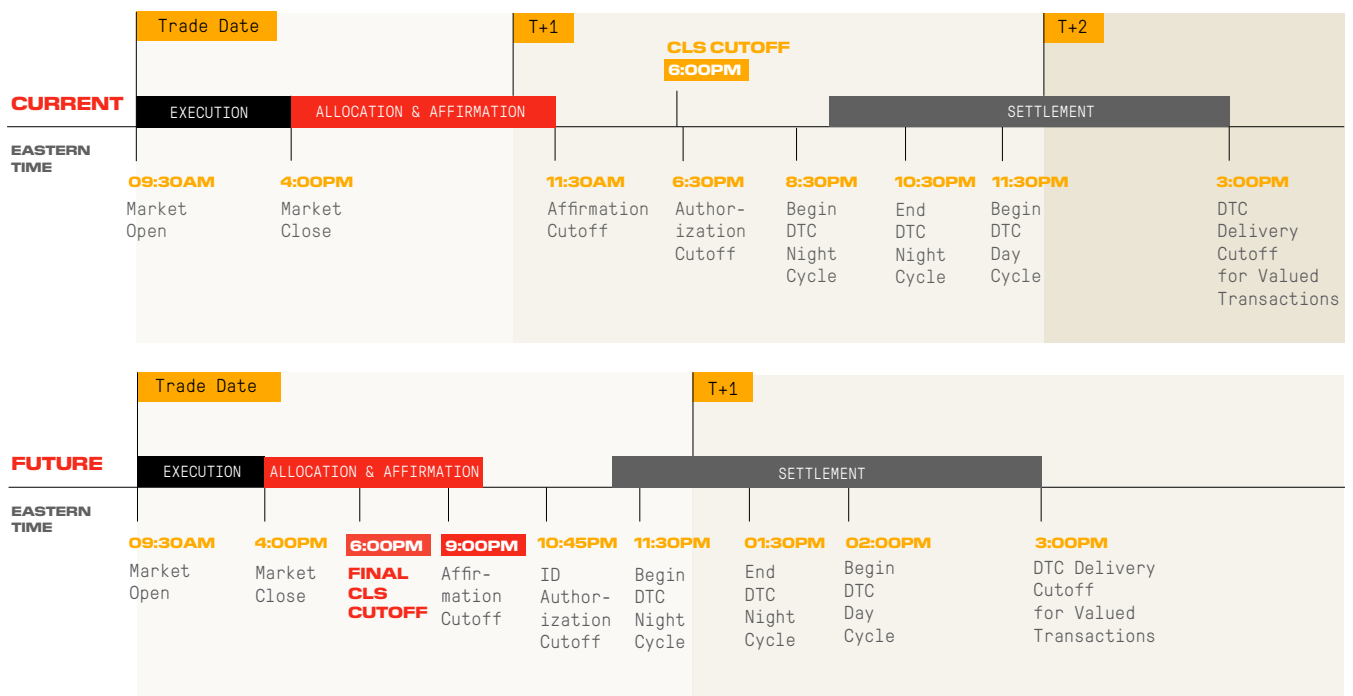 Trade Date
T+1
T+2
CLS CUTOFF
6:00PM
CURRENT
EXECUTION
ALLOCATION & AFFIRMATION
SETTLEMENT
EASTERN
TIME
09:30AM
Market
Open
4:00PM
Market
Close
11:30AM
Affirmation
Cutoff
6:30PM
Author-
ization
Cutoff
8:30PM
Begin
DTC
Night
Cycle
10:30PM
End
DTC
Night
Cycle
11:30PM
Begin
DTC
Day
Cycle
3:00PM
DTC
Delivery
Cutoff
for Valued
Transactions
Trade Date
T+1
FUTURE
EXECUTION
ALLOCATION & AFFIRMATION
SETTLEMENT
EASTERN
TIME
09:30AM
Market
Open
4:00PM
Market
Close
6:00PM
FINAL
CLS
CUTOFF
9:00PM
Affir-
mation
Cutoff
10:45PM
ID
Author-
ization
Cutoff
11:30PM
Begin
DTC
Night
Cycle
01:30PM
End
DTC
Night
Cycle
02:00PM
Begin
DTC
Day
Cycle
3:00PM
DTC Delivery
Cutoff
for Valued
Transactions